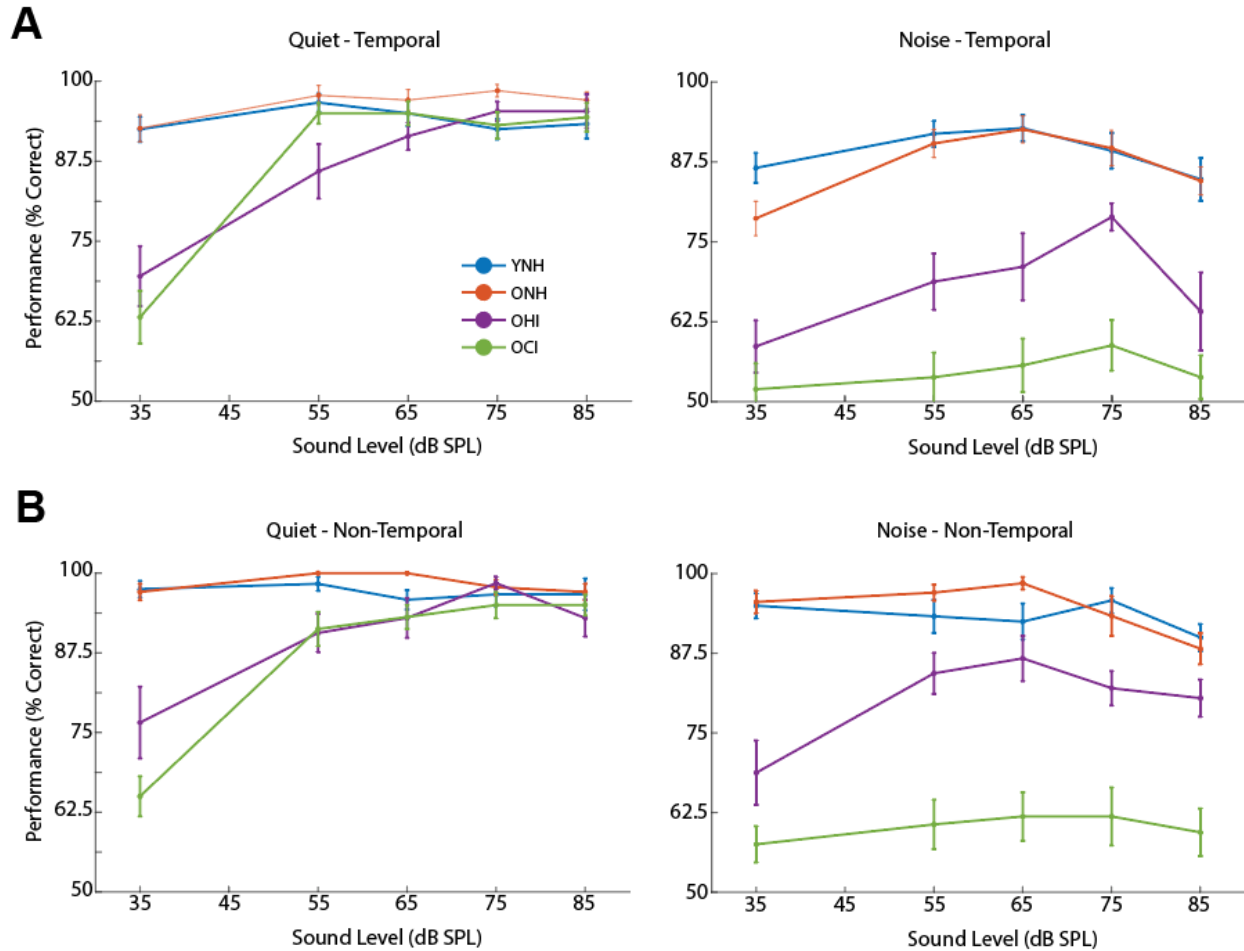 A
Quiet - Temporal
Noise - Temporal
Performance (% Correct)
100
87.5
75
62.5
50
YNH
ONH
OHI
OCI
35 45 55 65 75 85
Sound Level (dB SPL)
100
87.5
75
62.5
50
35 45 55 65 75 85
Sound Level (dB SPL)
B
Quiet - Non-Temporal
Noise - Non-Temporal
Performance (% Correct)
100
87.5
75
62.5
50
35 45 55 65 75 85
Sound Level (dB SPL)
100
87.5
75
62.5
50
35 45 55 65 75 85
Sound Level (dB SPL)